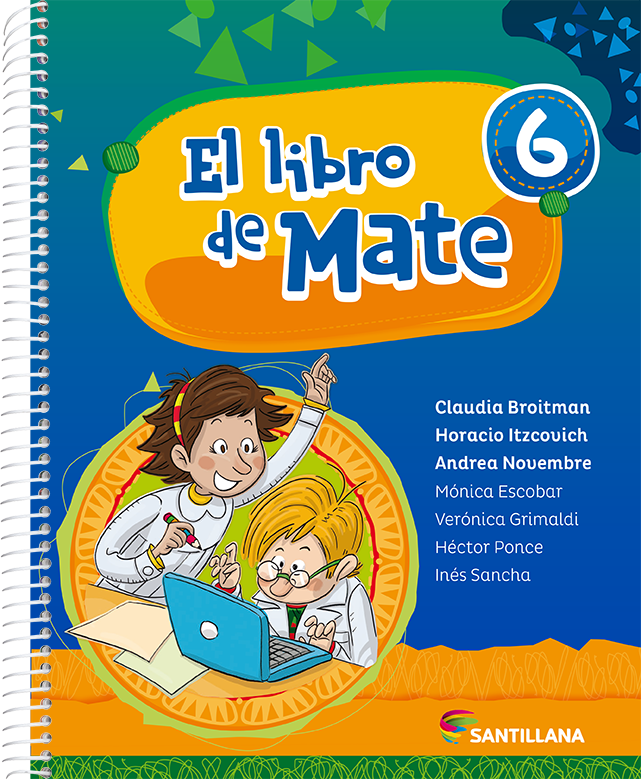 El libro
de Mate
6
Claudia Broitman
Horacio Itzcovich
Andrea Novembre
Mónica Escobar
Verónica Grimaldi
Héctor Ponce
Inés Sancha
SANTILLANA